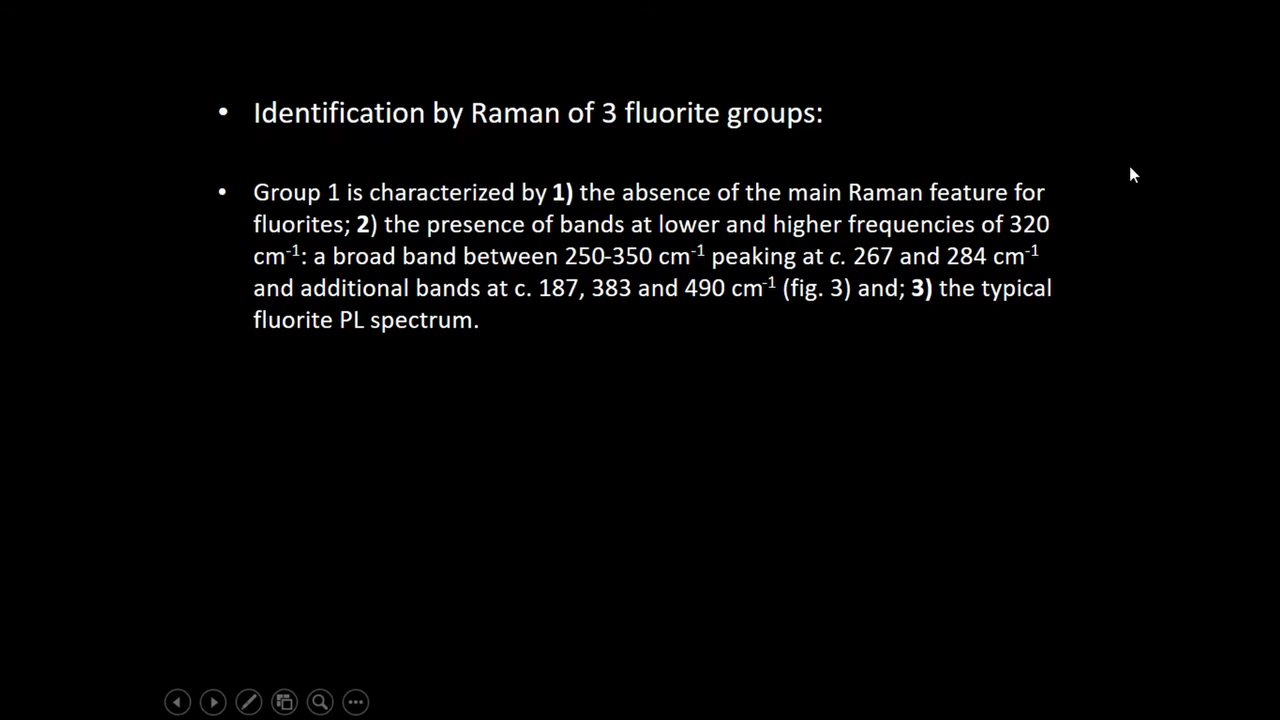 • Identification by Raman of 3 fluorite groups:
• Group 1 is characterized by 1) the absence of the main Raman feature for
fluorites; 2) the presence of bands at lower and higher frequencies of 320
cm⁻¹: a broad band between 250-350 cm⁻¹ peaking at c. 267 and 284 cm⁻¹
and additional bands at c. 187, 383 and 490 cm⁻¹ (fig. 3) and; 3) the typical
fluorite PL spectrum.